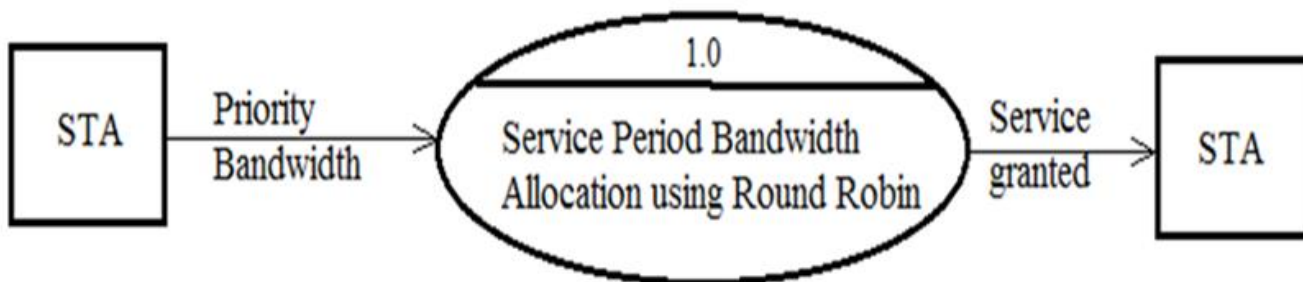 STA
Priority
Bandwidth
1.0
Service Period Bandwidth
Allocation using Round Robin
Service
granted
STA